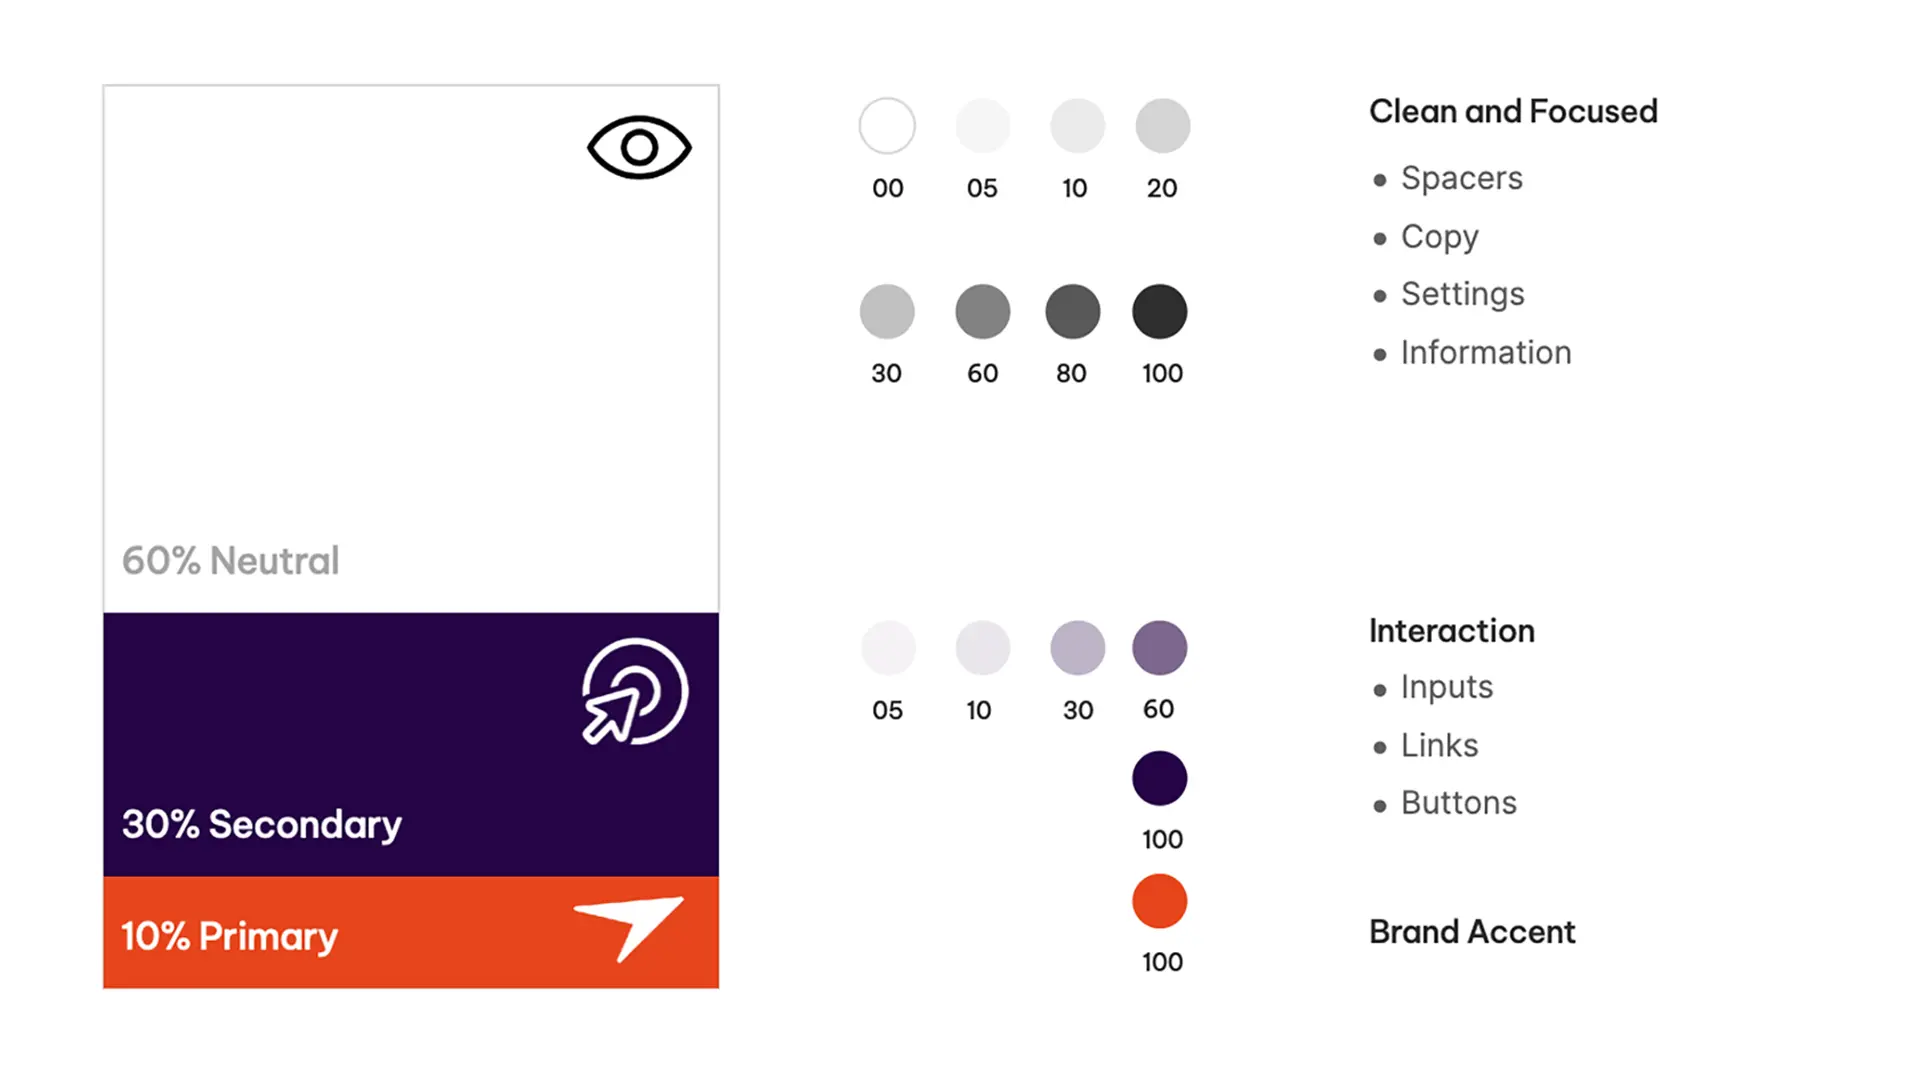 60% Neutral
30% Secondary
10% Primary
00 05 10 20
30 60 80 100
05 10 30 60
100
100
Clean and Focused
• Spacers
• Copy
• Settings
• Information
Interaction
• Inputs
• Links
• Buttons
Brand Accent